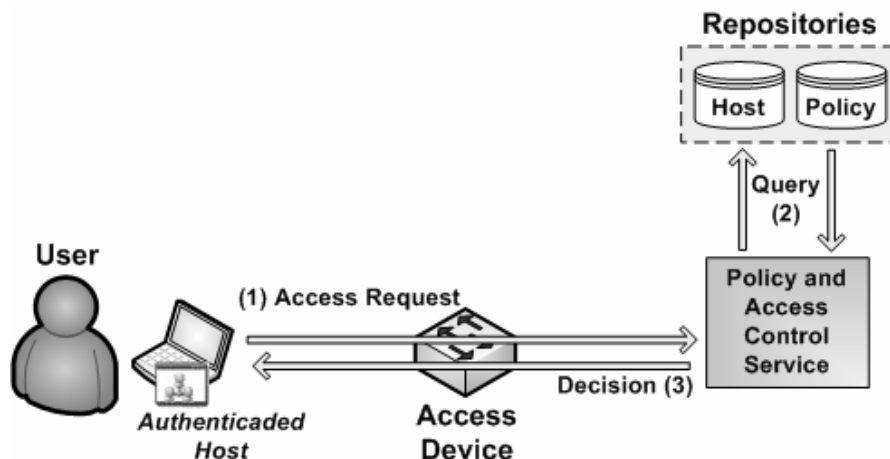 Repositories
Host
Policy
Query
(2)
User
(1) Access Request
Policy and
Access
Control
Service
Decision (3)
Authenticaded
Host
Access
Device